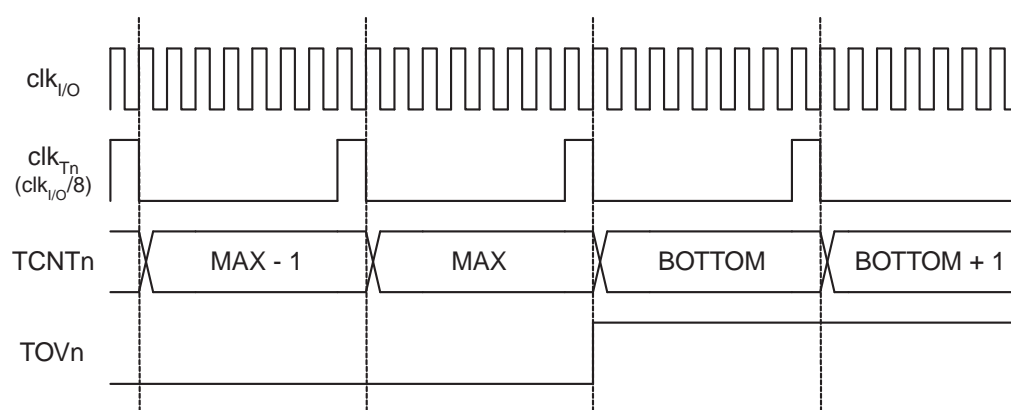 clkI/O
clkTn
(clkI/O/8)
TCNTn MAX - 1 MAX BOTTOM BOTTOM + 1
TOVn